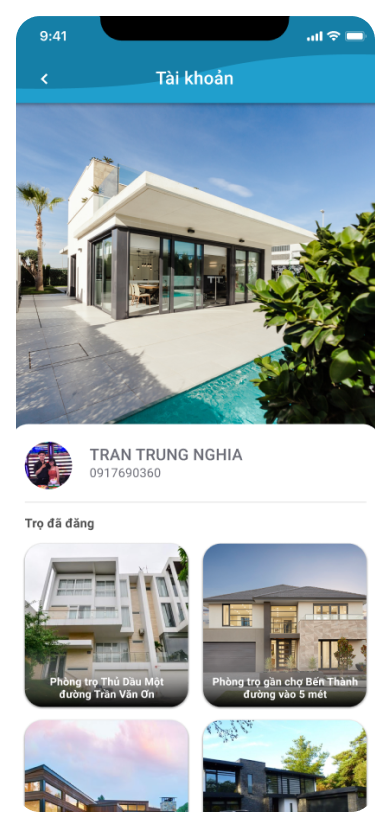 9:41
Tài khoản
TRAN TRUNG NGHIA
0917690360
Trọ đã đăng
Phòng trọ Thủ Dầu Một
đường Trần Văn Ơn
Phòng trọ gần chợ Bến Thành
đường vào 5 mét